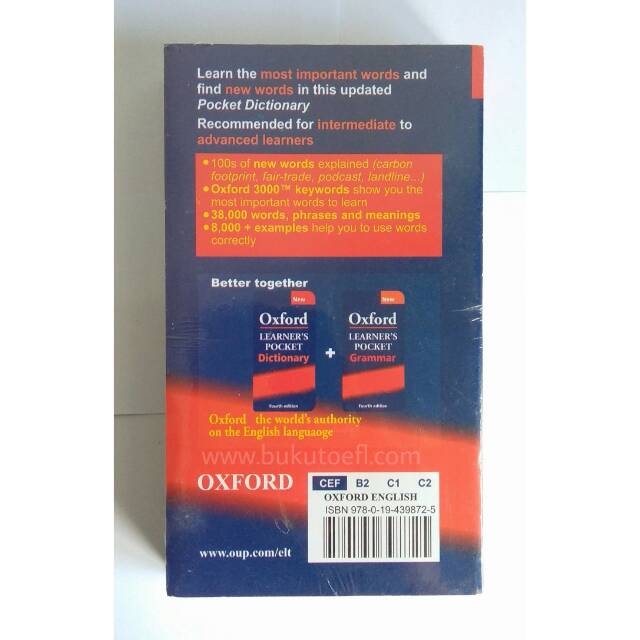 Learn the most important words and
find new words in this updated
Pocket Dictionary
Recommended for intermediate to
advanced learners
• 100s of new words explained (carbon
footprint, fair-trade, podcast, landline...)
• Oxford 3000™ keywords show you the
most important words to learn
• 38,000 words, phrases and meanings
• 8,000 + examples help you to use words
correctly
Better together
New
Oxford
LEARNER'S
POCKET
Dictionary
fourth edition
+
New
Oxford
LEARNER'S
POCKET
Grammar
fourth edition
Oxford the world's authority
on the English languaoge
www.bukutoefl.com
OXFORD
CEF B2 C1 C2
OXFORD ENGLISH
ISBN 978-0-19-439872-5
www.oup.com/elt